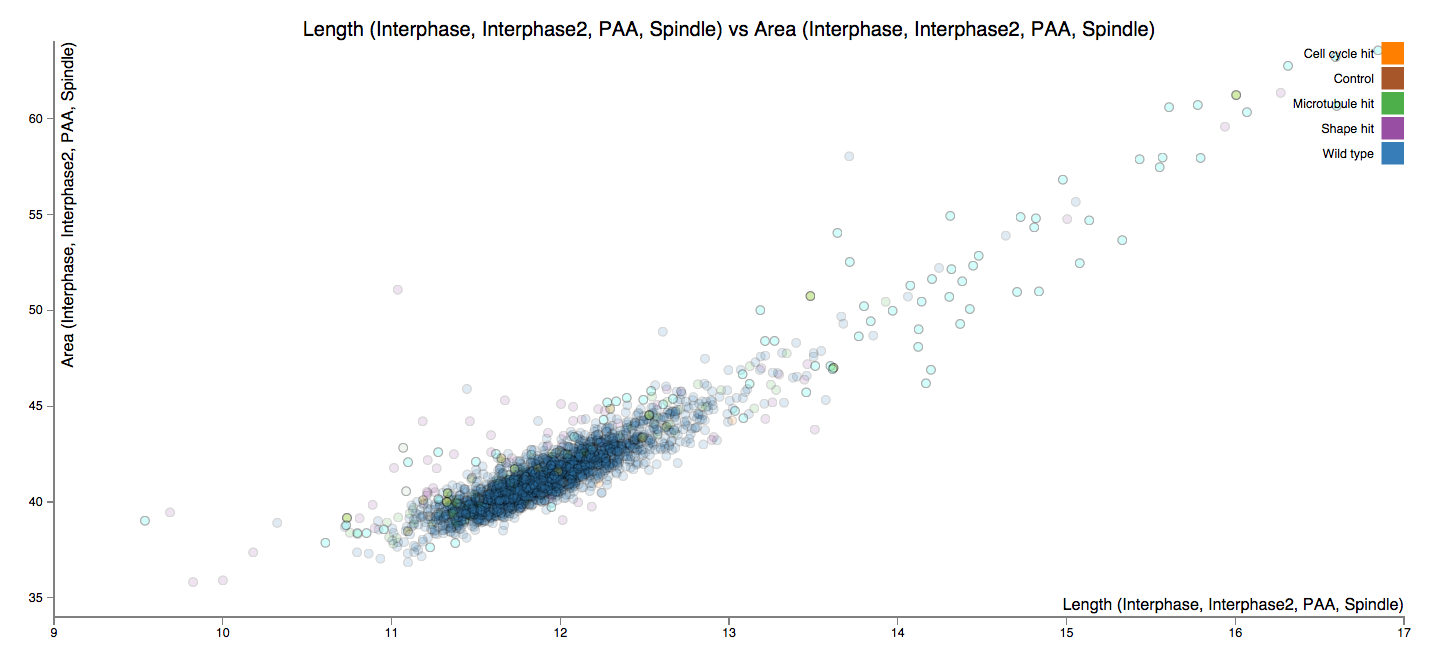 Length (Interphase, Interphase2, PAA, Spindle) vs Area (Interphase, Interphase2, PAA, Spindle)
Area (Interphase, Interphase2, PAA, Spindle)
Cell cycle hit
Control
Microtubule hit
Shape hit
Wild type
60
55
50
45
40
35
Length (Interphase, Interphase2, PAA, Spindle)
9 10 11 12 13 14 15 16 17